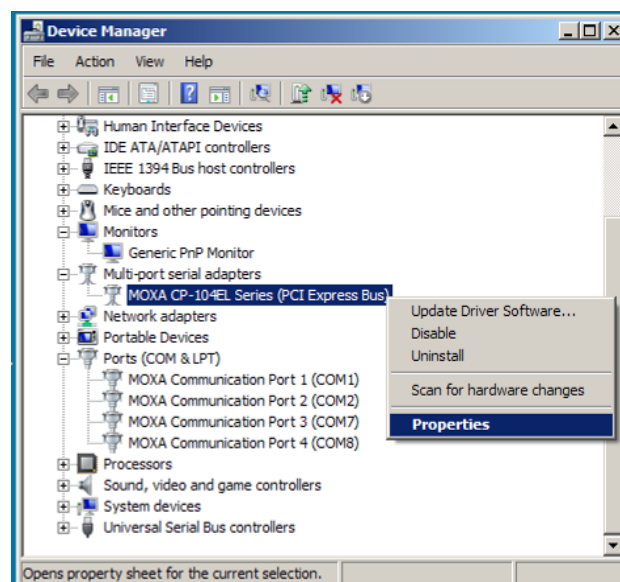 Device Manager
File Action View Help
Human Interface Devices
IDE ATA/ATAPI controllers
IEEE 1394 Bus host controllers
Keyboards
Mice and other pointing devices
Monitors
Generic PnP Monitor
Multi-port serial adapters
MOXA CP-104EL Series (PCI Express Bus)
Network adapters
Portable Devices
Ports (COM & LPT)
MOXA Communication Port 1 (COM1)
MOXA Communication Port 2 (COM2)
MOXA Communication Port 3 (COM7)
MOXA Communication Port 4 (COM8)
Processors
Sound, video and game controllers
System devices
Universal Serial Bus controllers
Update Driver Software...
Disable
Uninstall
Scan for hardware changes
Properties
Opens property sheet for the current selection.